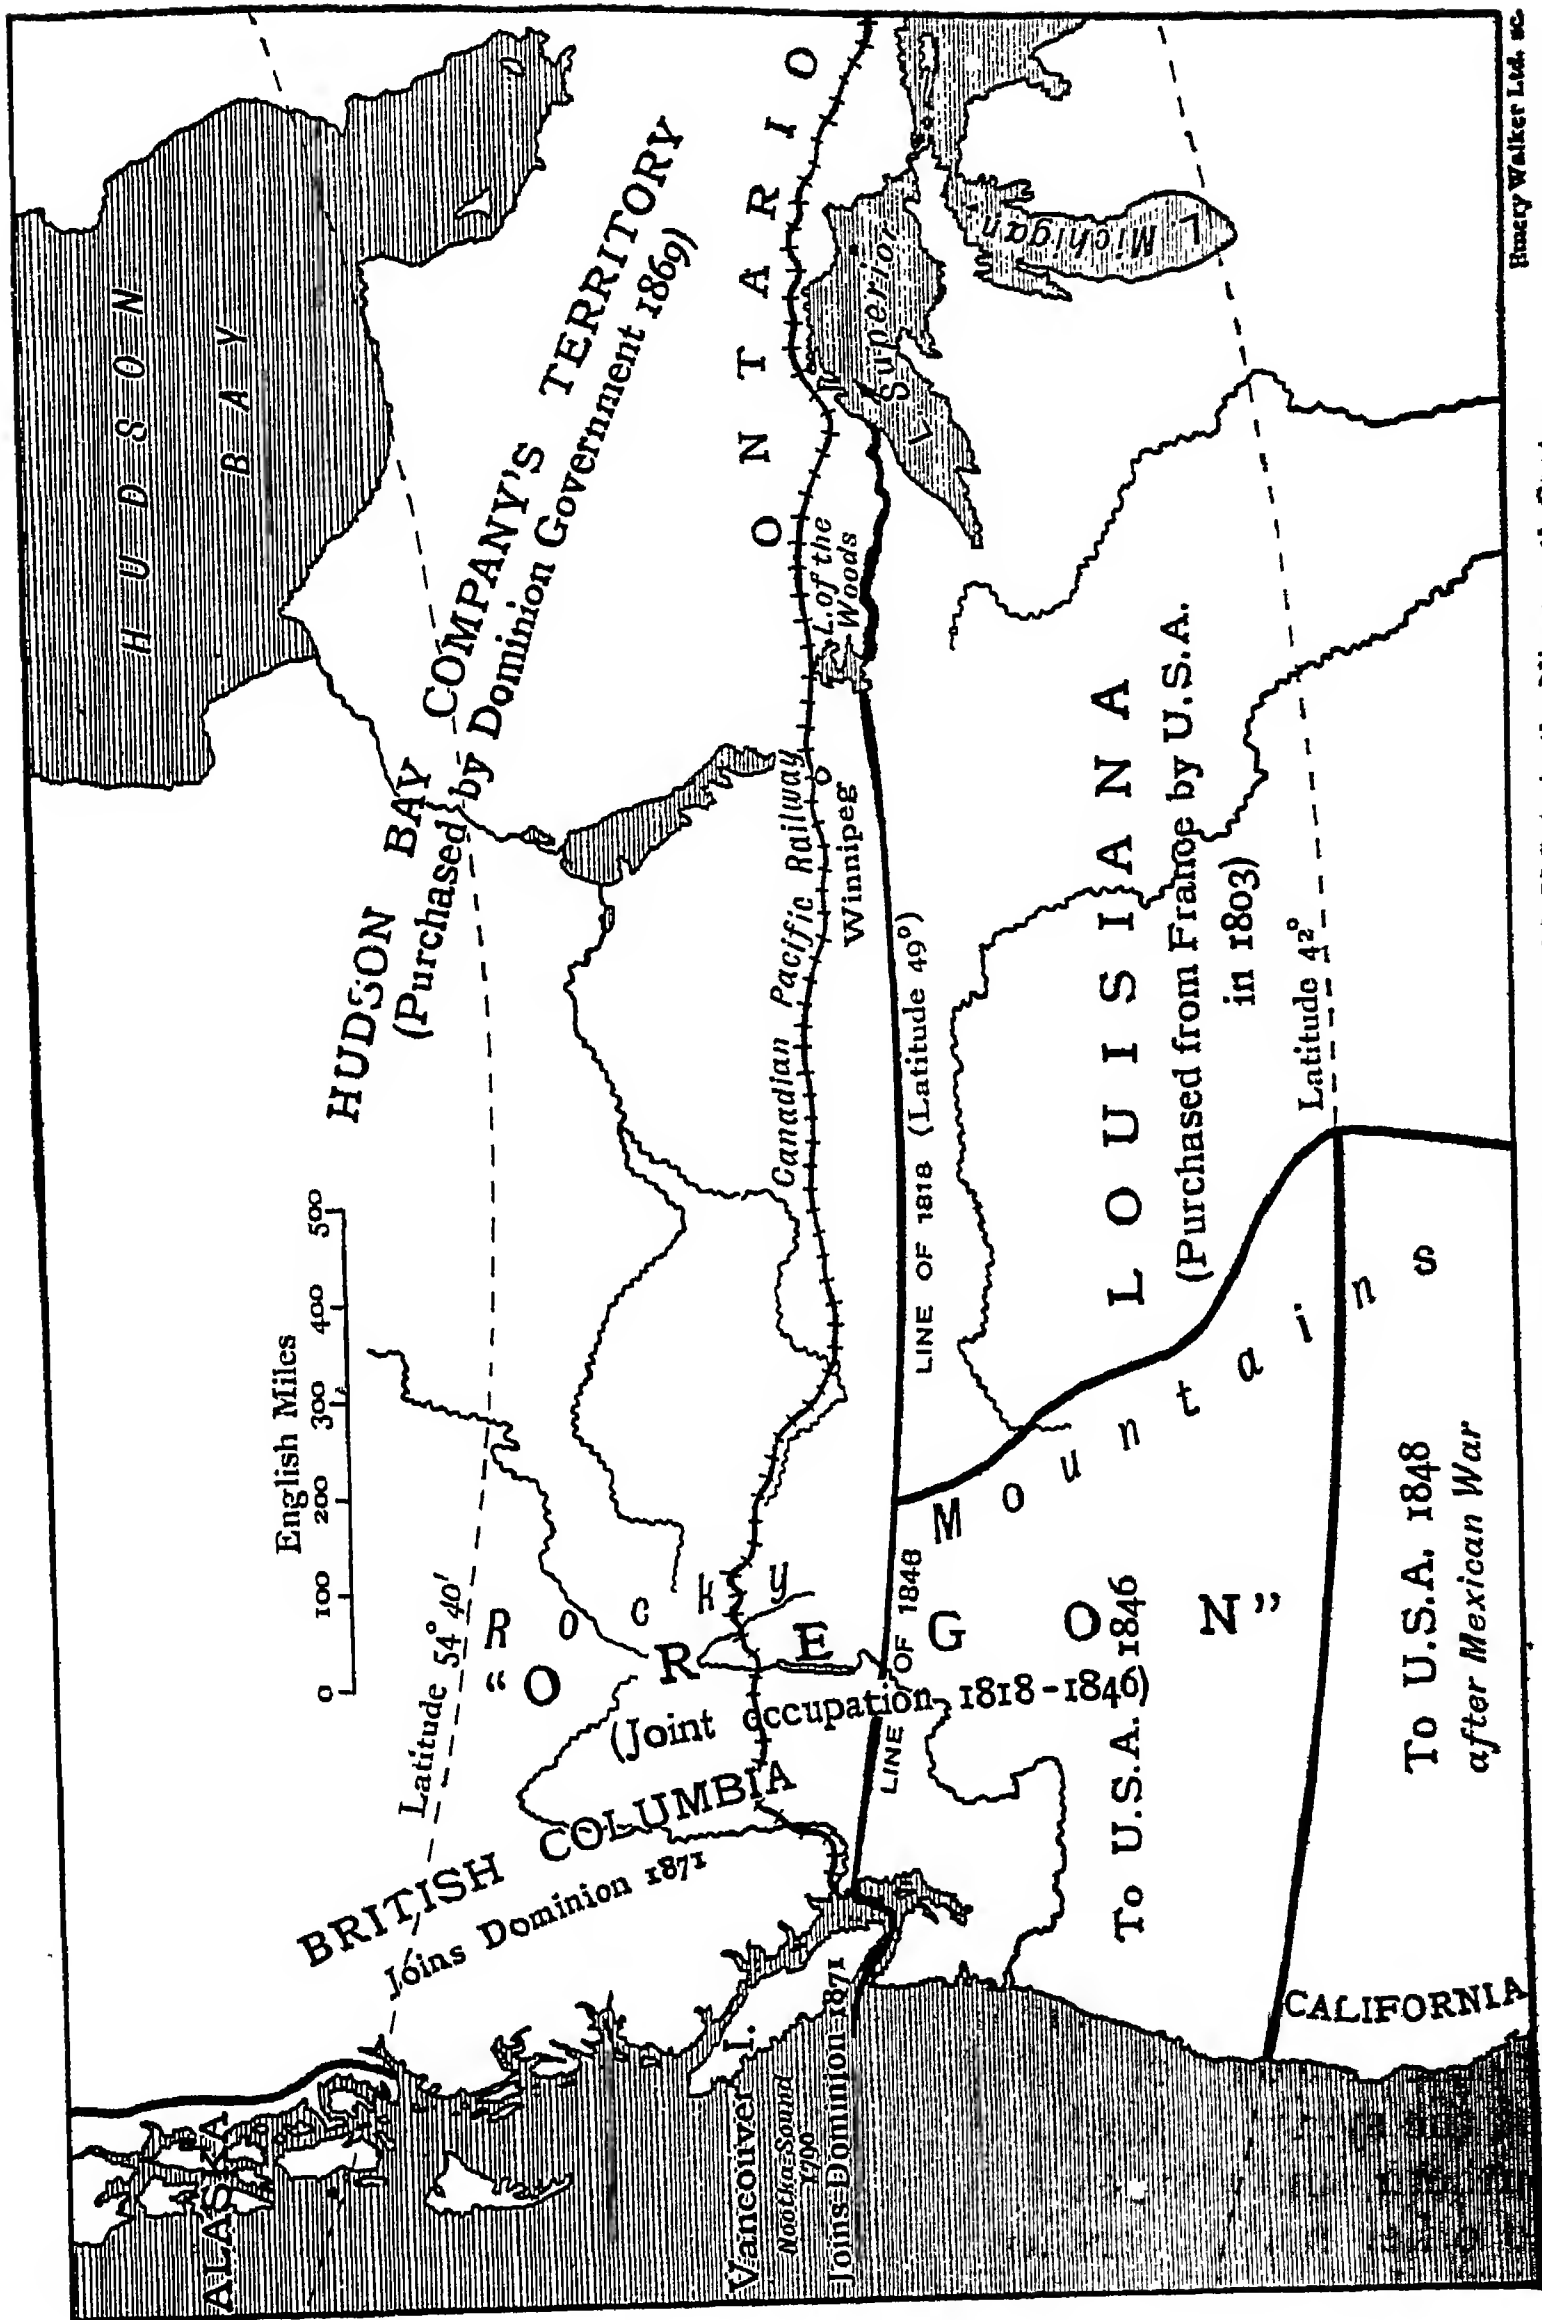 HUDSON
BAY
HUDSON BAY COMPANY'S TERRITORY
(Purchased by Dominion Government 1869)
English Miles
0 100 200 300 400 500
Latitude 54° 40'
ALASKA
BRITISH COLUMBIA
Joins Dominion 1871
Rocky Mountains
"OREGON"
(Joint occupation 1818-1846)
Vancouver I.
Nootka Sound
1790
Joins Dominion 1871
Canadian Pacific Railway
Winnipeg
L. of the
Woods
ONTARIO
L. Superior
L. Michigan
LINE OF 1848
LINE OF 1818 (Latitude 49°)
LOUISIANA
(Purchased from France by U.S.A.
in 1803)
To U.S.A. 1846
Latitude 42°
CALIFORNIA
To U.S.A. 1848
after Mexican War
Emery Walker Ltd. sc.